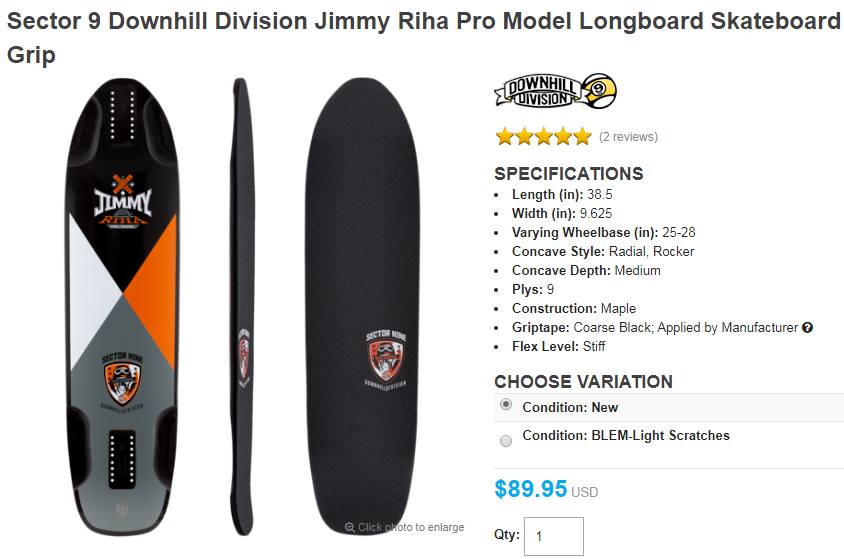 Sector 9 Downhill Division Jimmy Riha Pro Model Longboard Skateboard
Grip
JIMMY
RIHA
PRO MODEL
SECTOR NINE
DOWNHILL DIVISION
SECTOR NINE
DOWNHILL DIVISION
Click photo to enlarge
DOWNHILL
DIVISION
9
(2 reviews)
SPECIFICATIONS
• Length (in): 38.5
• Width (in): 9.625
• Varying Wheelbase (in): 25-28
• Concave Style: Radial, Rocker
• Concave Depth: Medium
• Plys: 9
• Construction: Maple
• Griptape: Coarse Black; Applied by Manufacturer ?
• Flex Level: Stiff
CHOOSE VARIATION
Condition: New
Condition: BLEM-Light Scratches
$89.95 USD
Qty: 1